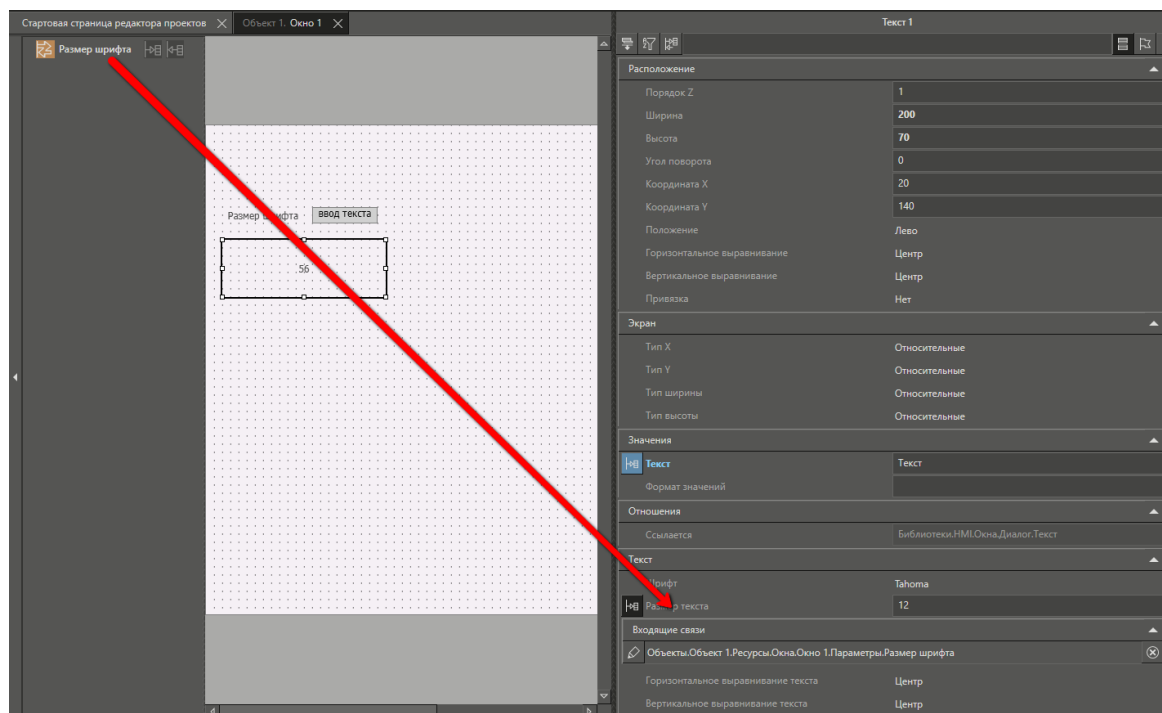 Стартовая страница редактора проектов
Объект 1. Окно 1
Размер шрифта
Размер шрифта
ввод текста
56
Текст 1
Расположение
Порядок Z 1
Ширина 200
Высота 70
Угол поворота 0
Координата X 20
Координата Y 140
Положение Лево
Горизонтальное выравнивание Центр
Вертикальное выравнивание Центр
Привязка Нет
Экран
Тип X Относительные
Тип Y Относительные
Тип ширины Относительные
Тип высоты Относительные
Значения
Текст Текст
Формат значений
Отношения
Ссылается Библиотеки.HMI.Окна.Диалог.Текст
Текст
Шрифт Tahoma
Размер текста 12
Входящие связи
Объекты.Объект 1.Ресурсы.Окна.Окно 1.Параметры.Размер шрифта
Горизонтальное выравнивание текста Центр
Вертикальное выравнивание текста Центр